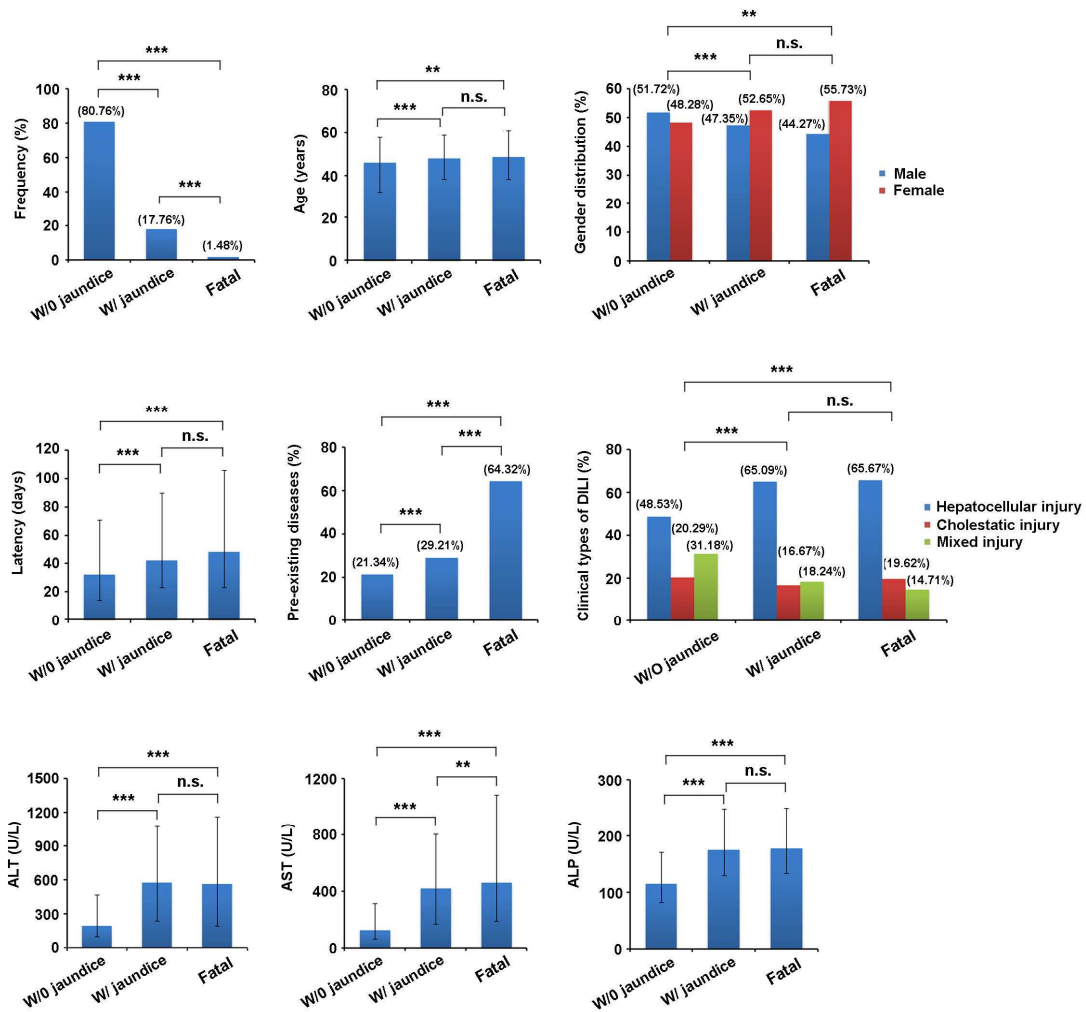 ***
***
***
Frequency (%)
100
80
60
40
20
0
(80.76%)
(17.76%)
(1.48%)
W/0 jaundice
W/ jaundice
Fatal
**
***
n.s.
Age (years)
80
60
40
20
0
W/0 jaundice
W/ jaundice
Fatal
**
***
n.s.
Gender distribution (%)
60
50
40
30
20
10
0
(51.72%)
(48.28%)
(47.35%)
(52.65%)
(44.27%)
(55.73%)
Male
Female
W/0 jaundice
W/ jaundice
Fatal
***
***
n.s.
Latency (days)
120
100
80
60
40
20
0
W/0 jaundice
W/ jaundice
Fatal
***
***
***
Pre-existing diseases (%)
80
60
40
20
0
(21.34%)
(29.21%)
(64.32%)
W/0 jaundice
W/ jaundice
Fatal
***
n.s.
***
Clinical types of DILI (%)
80
60
40
20
0
(48.53%)
(20.29%)
(31.18%)
(65.09%)
(16.67%)
(18.24%)
(65.67%)
(19.62%)
(14.71%)
Hepatocellular injury
Cholestatic injury
Mixed injury
W/O jaundice
W/ jaundice
Fatal
***
***
n.s.
ALT (U/L)
1500
1200
900
600
300
0
W/0 jaundice
W/ jaundice
Fatal
***
**
***
AST (U/L)
1200
800
400
0
W/0 jaundice
W/ jaundice
Fatal
***
***
n.s.
ALP (U/L)
300
200
100
0
W/0 jaundice
W/ jaundice
Fatal